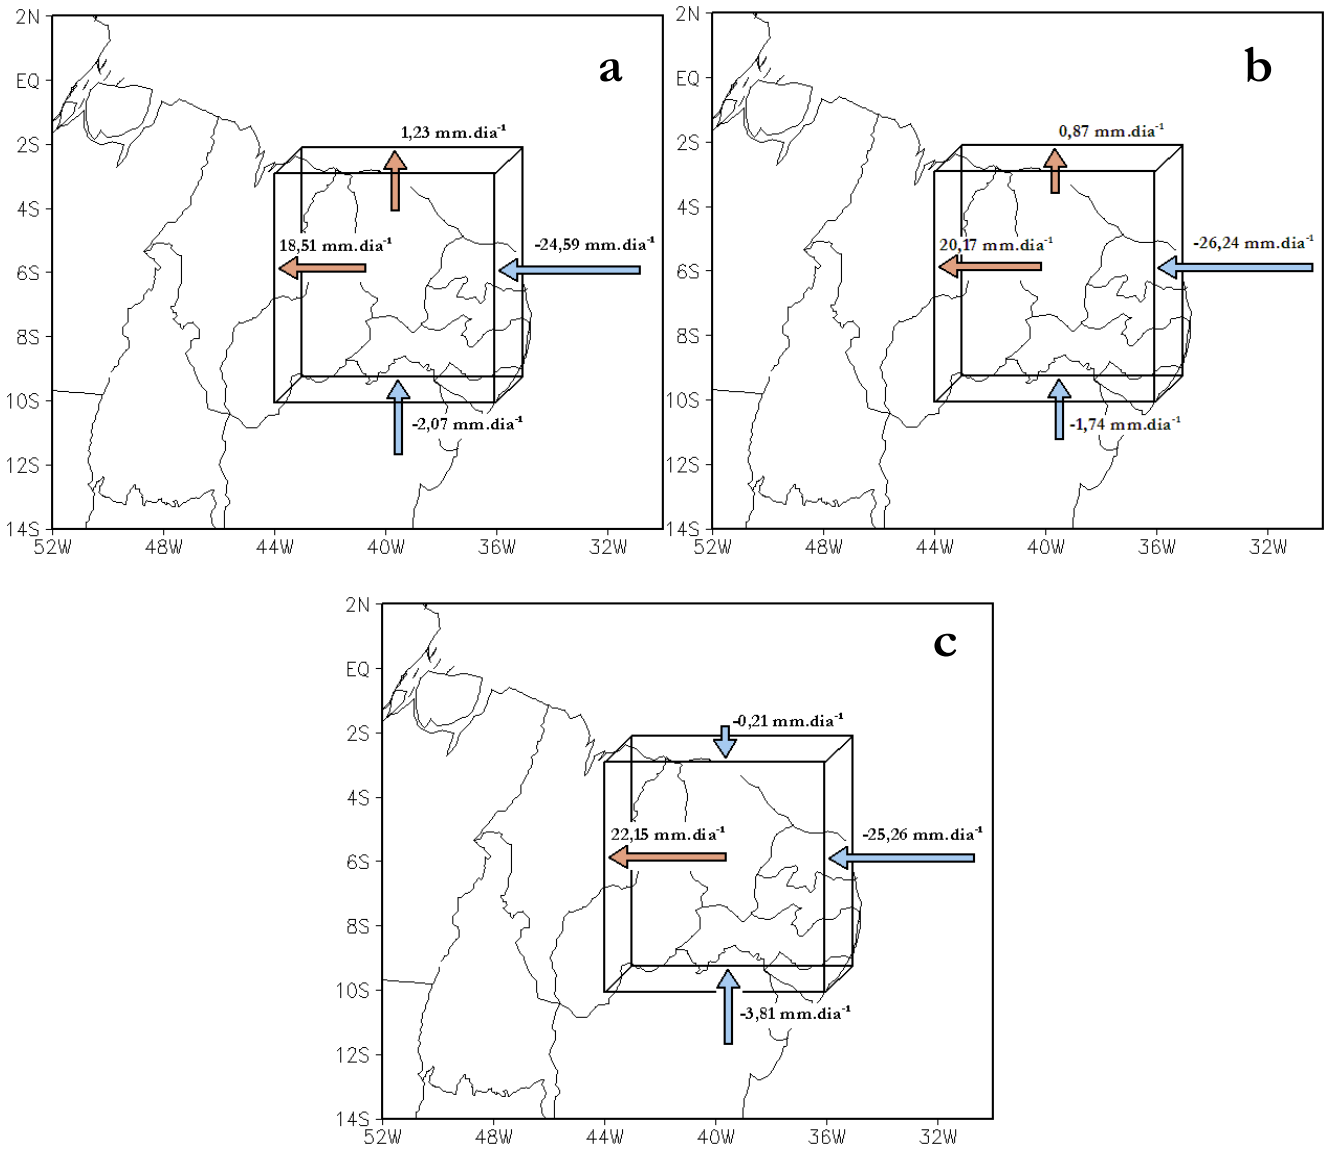 a
2N
EQ
2S
4S
6S
8S
10S
12S
14S
1,23 mm.dia⁻¹
18,51 mm.dia⁻¹
-24,59 mm.dia⁻¹
-2,07 mm.dia⁻¹
52W 48W 44W 40W 36W 32W
b
2N
EQ
2S
4S
6S
8S
10S
12S
14S
0,87 mm.dia⁻¹
20,17 mm.dia⁻¹
-26,24 mm.dia⁻¹
-1,74 mm.dia⁻¹
52W 48W 44W 40W 36W 32W
c
2N
EQ
2S
4S
6S
8S
10S
12S
14S
-0,21 mm.dia⁻¹
22,15 mm.dia⁻¹
-25,26 mm.dia⁻¹
-3,81 mm.dia⁻¹
52W 48W 44W 40W 36W 32W